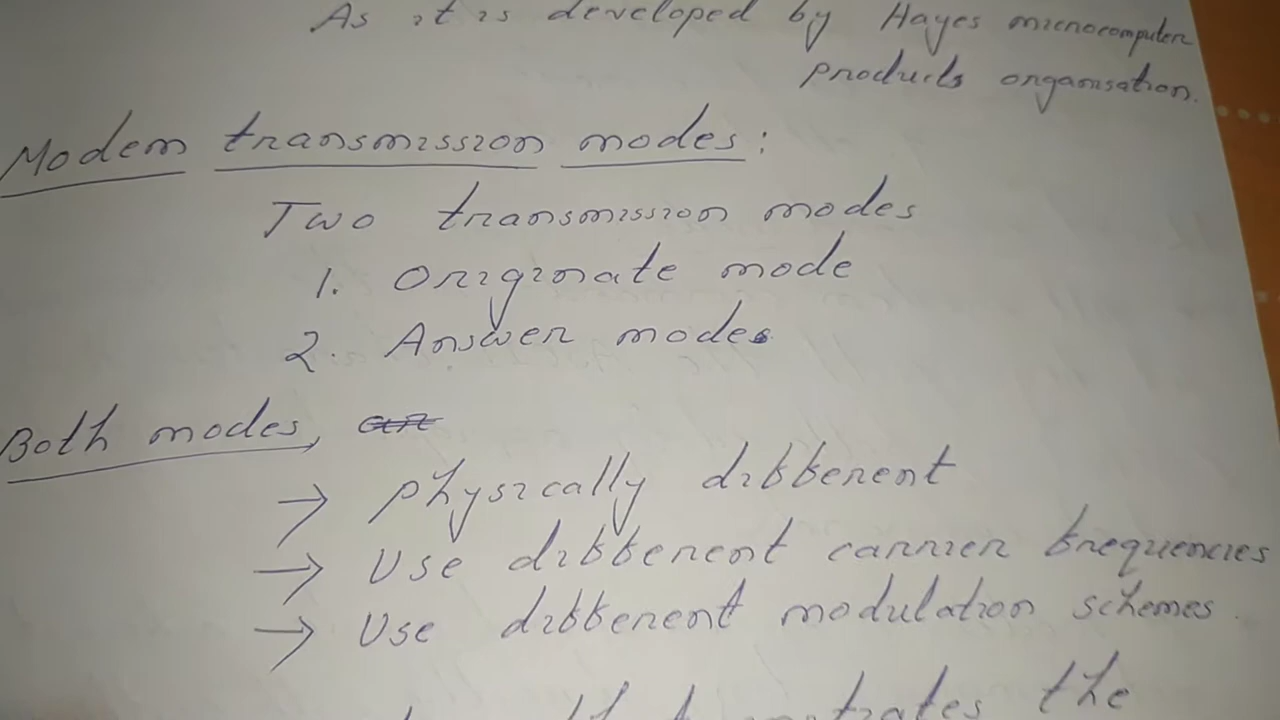 As it is developed by Hayes microcomputer
products organisation.
Modem transmission modes:
Two transmission modes
1. Originate mode
2. Answer modes
Both modes,
→ physically different
→ Use different carrier frequencies
→ Use different modulation schemes.
the